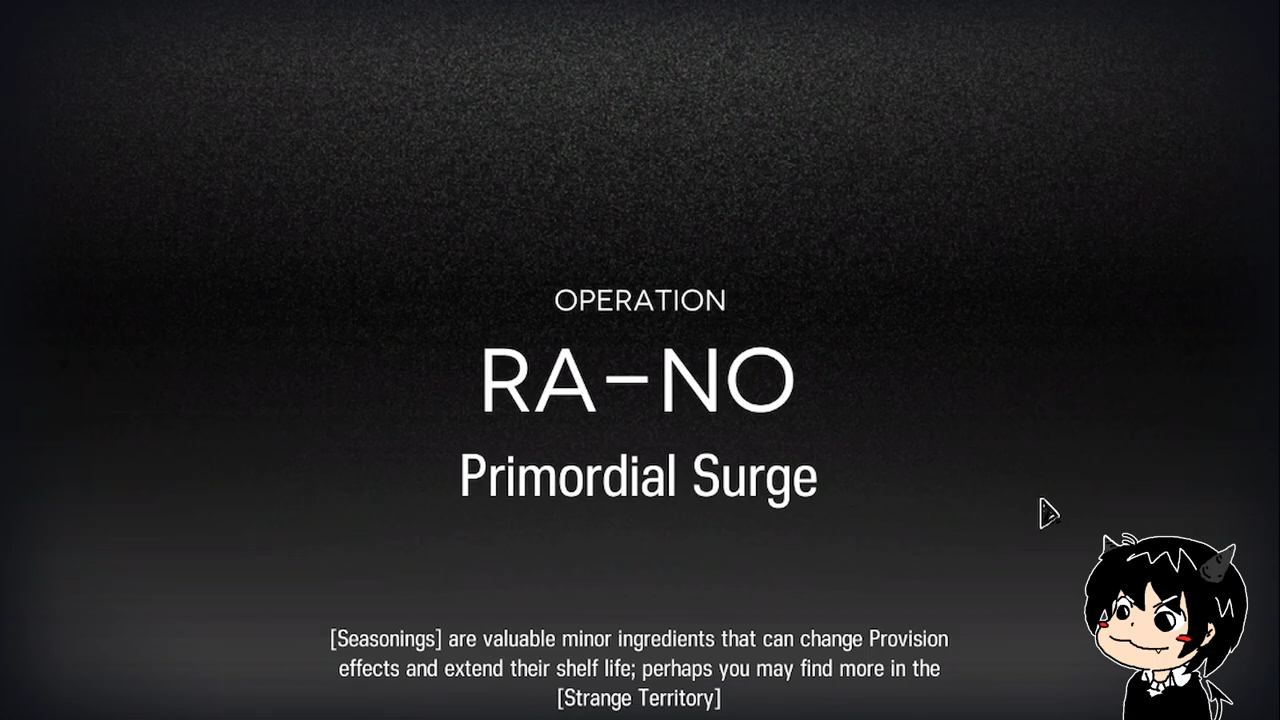 OPERATION
RA-NO
Primordial Surge
[Seasonings] are valuable minor ingredients that can change Provision
effects and extend their shelf life; perhaps you may find more in the
[Strange Territory]